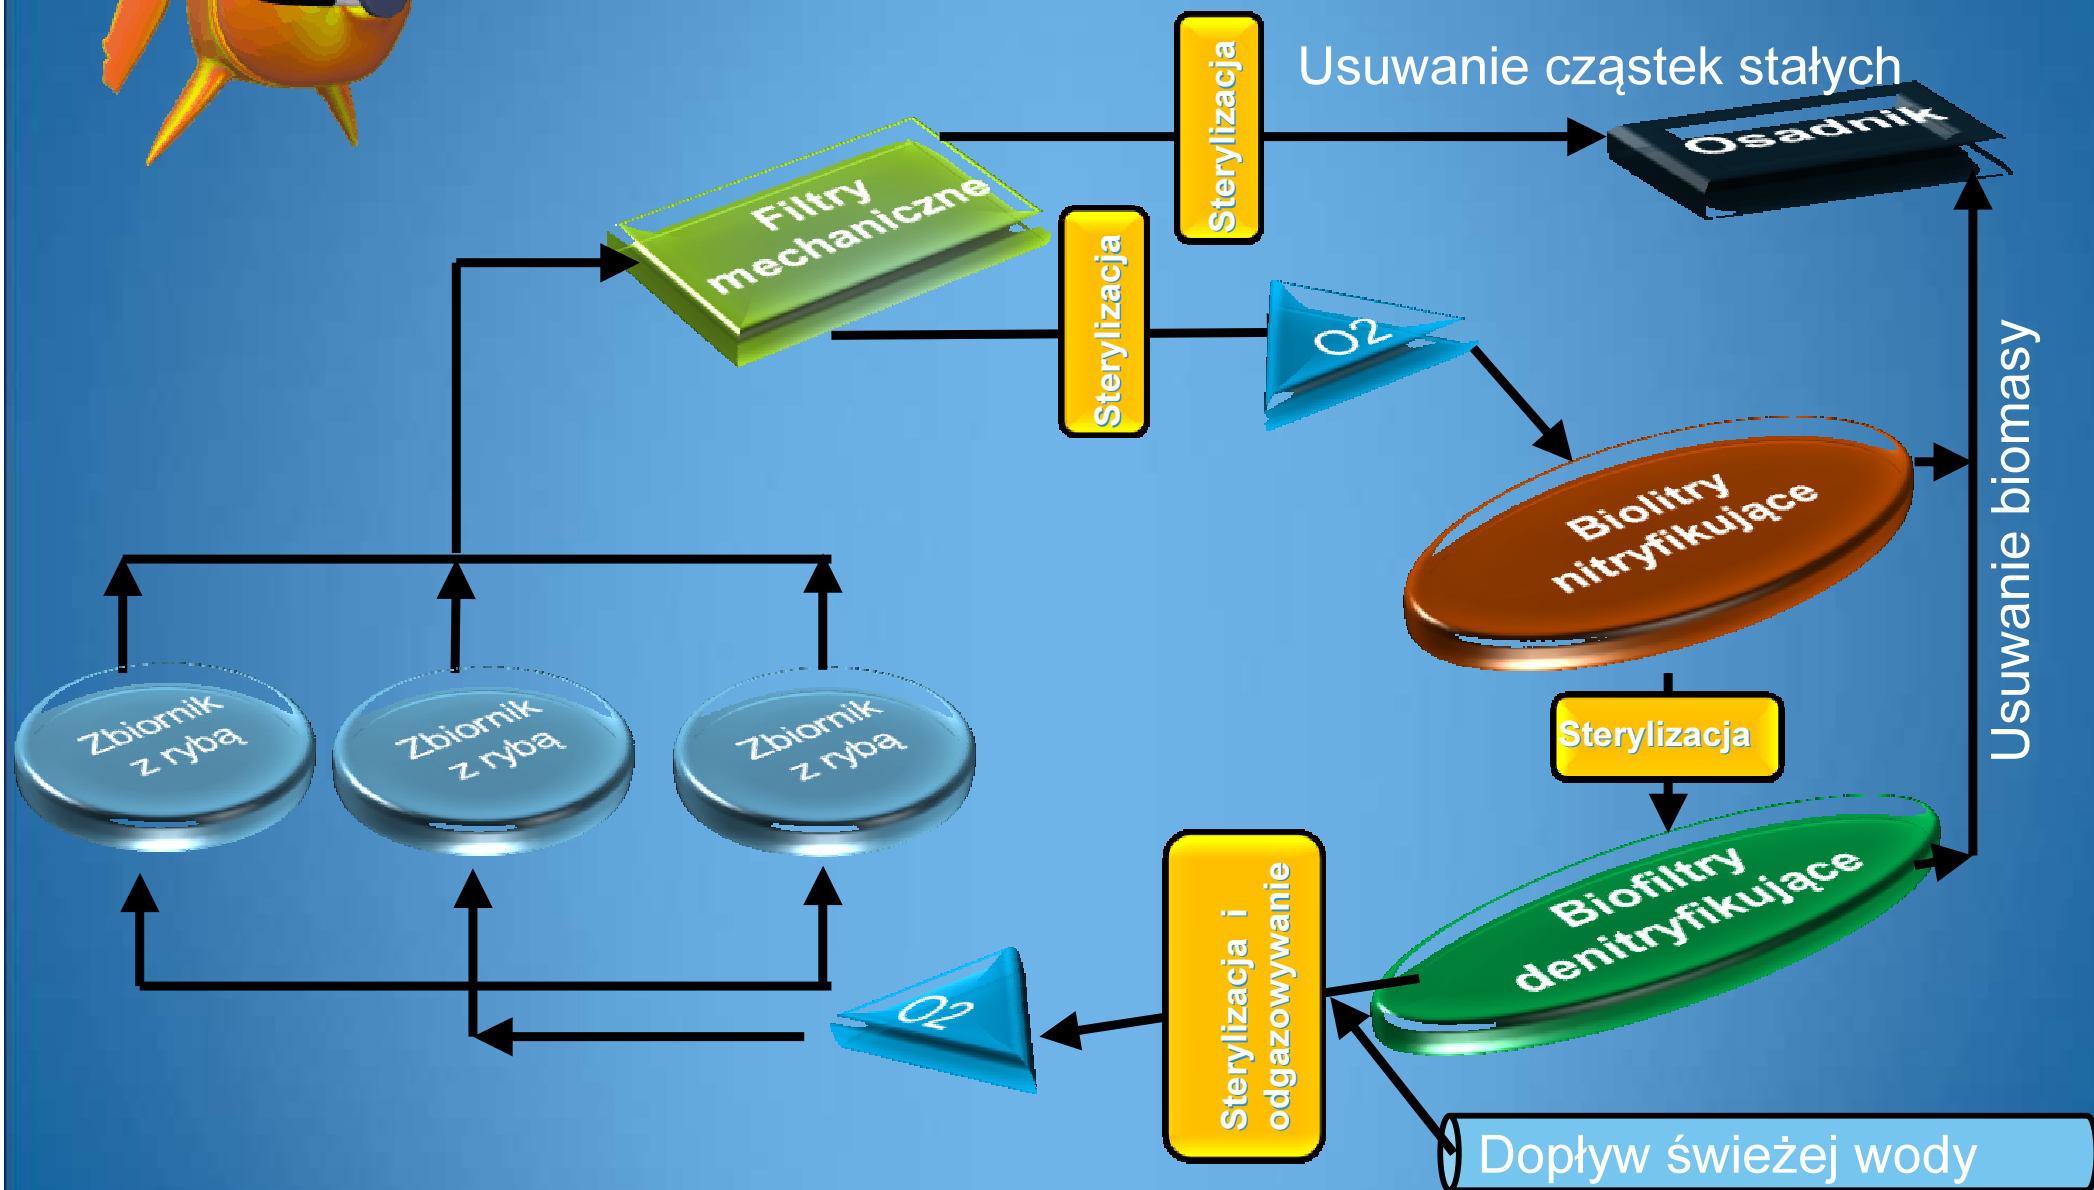 Usuwanie cząstek stałych
Sterylizacja
Osadnik
Filtry
mechaniczne
Sterylizacja
O2
Biolitry
nitryfikujące
Usuwanie biomasy
Zbiornik
z rybą
Zbiornik
z rybą
Zbiornik
z rybą
Sterylizacja
Biofiltry
denitryfikujące
Sterylizacja i
odgazowywanie
O2
Dopływ świeżej wody